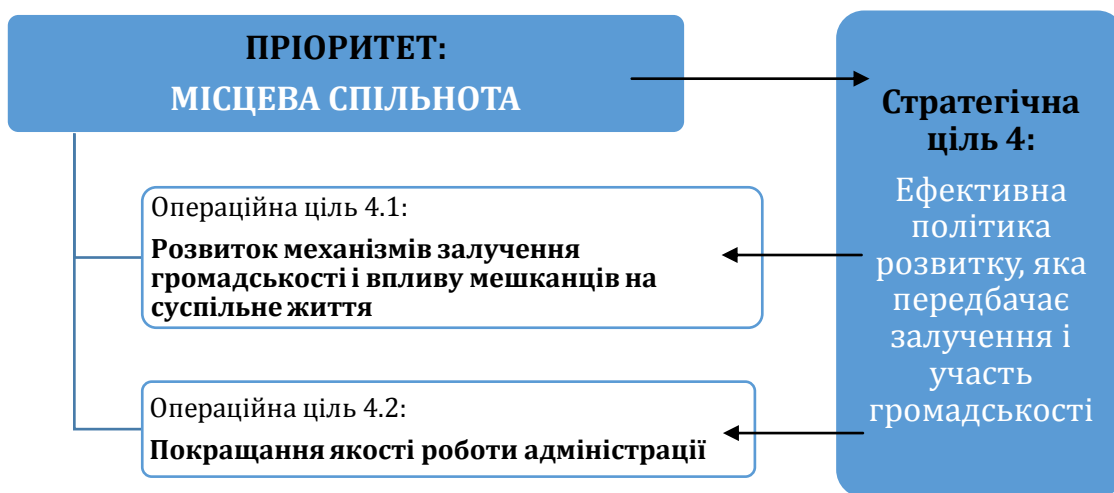 ПРІОРИТЕТ:
МІСЦЕВА СПІЛЬНОТА
Стратегічна
ціль 4:
Ефективна
політика
розвитку, яка
передбачає
залучення і
участь
громадськості
Операційна ціль 4.1:
Розвиток механізмів залучення
громадськості і впливу мешканців на
суспільне життя
Операційна ціль 4.2:
Покращання якості роботи адміністрації